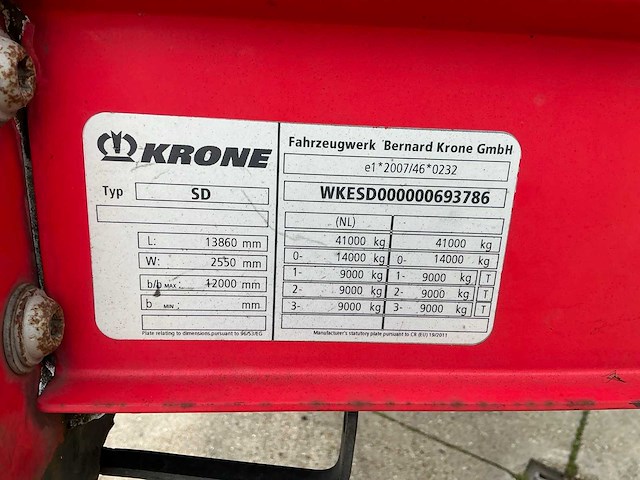 KRONE
Typ SD
L: 13860 mm
W: 2550 mm
b/b MAX : 12000 mm
b MIN : mm
Plate relating to dimensions pursuant to 96/53/EG
Fahrzeugwerk Bernard Krone GmbH
e1*2007/46*0232
WKESD000000693786
(NL)
41000 kg 41000 kg
0- 14000 kg 0- 14000 kg
1- 9000 kg 1- 9000 kg T
2- 9000 kg 2- 9000 kg T
3- 9000 kg 3- 9000 kg
Manufacturer's statutory plate pursuant to CR (EU) 19/2011